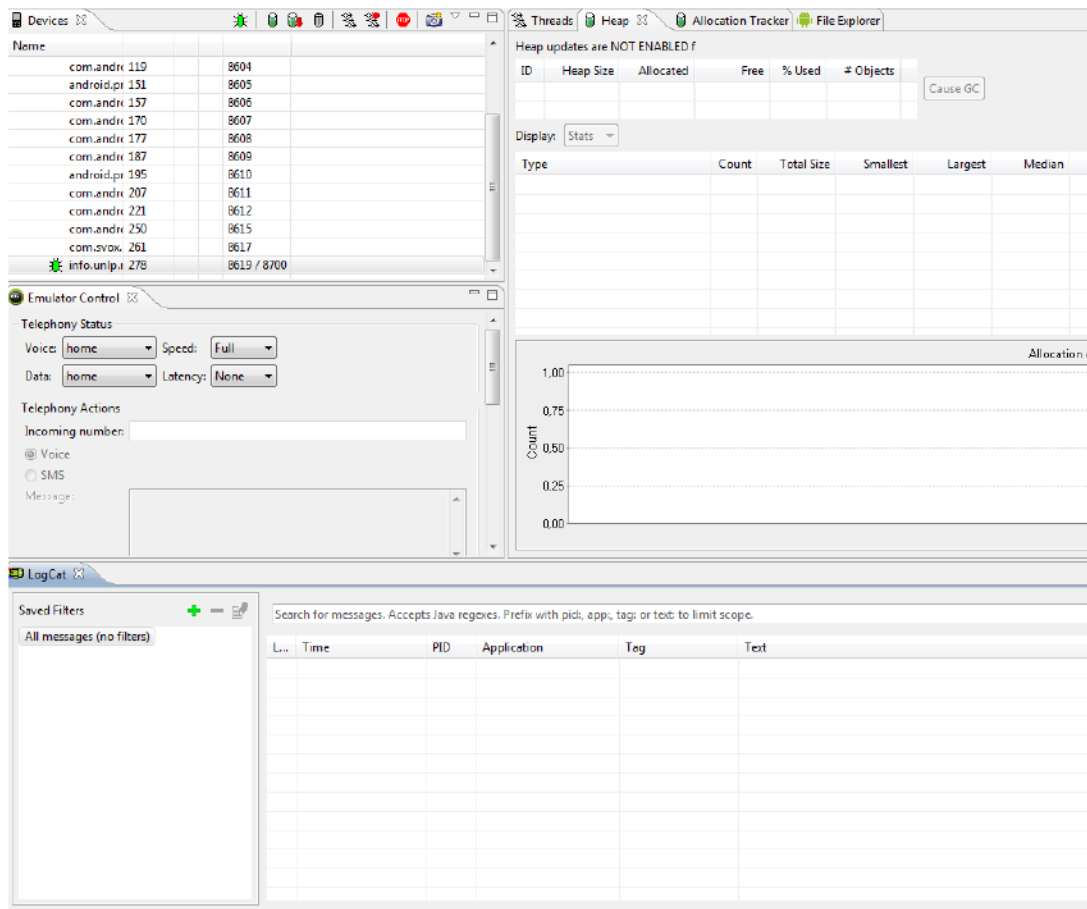 Devices
Name
com.andr 119 8604
android.pr 151 8605
com.andr 157 8606
com.andr 170 8607
com.andr 177 8608
com.andr 187 8609
android.pr 195 8610
com.andr 207 8611
com.andr 221 8612
com.andr 250 8615
com.svox. 261 8617
info.unlp.r 278 8619 / 8700
Emulator Control
Telephony Status
Voice: home Speed: Full
Data: home Latency: None
Telephony Actions
Incoming number:
Voice
SMS
Message:
Threads Heap Allocation Tracker File Explorer
Heap updates are NOT ENABLED f
ID Heap Size Allocated Free % Used # Objects
Cause GC
Display: Stats
Type Count Total Size Smallest Largest Median
Allocation
Count
1,00
0,75
0,50
0,25
0,00
LogCat
Saved Filters
All messages (no filters)
Search for messages. Accepts Java regexes. Prefix with pid:, app:, tag: or text: to limit scope.
L... Time PID Application Tag Text